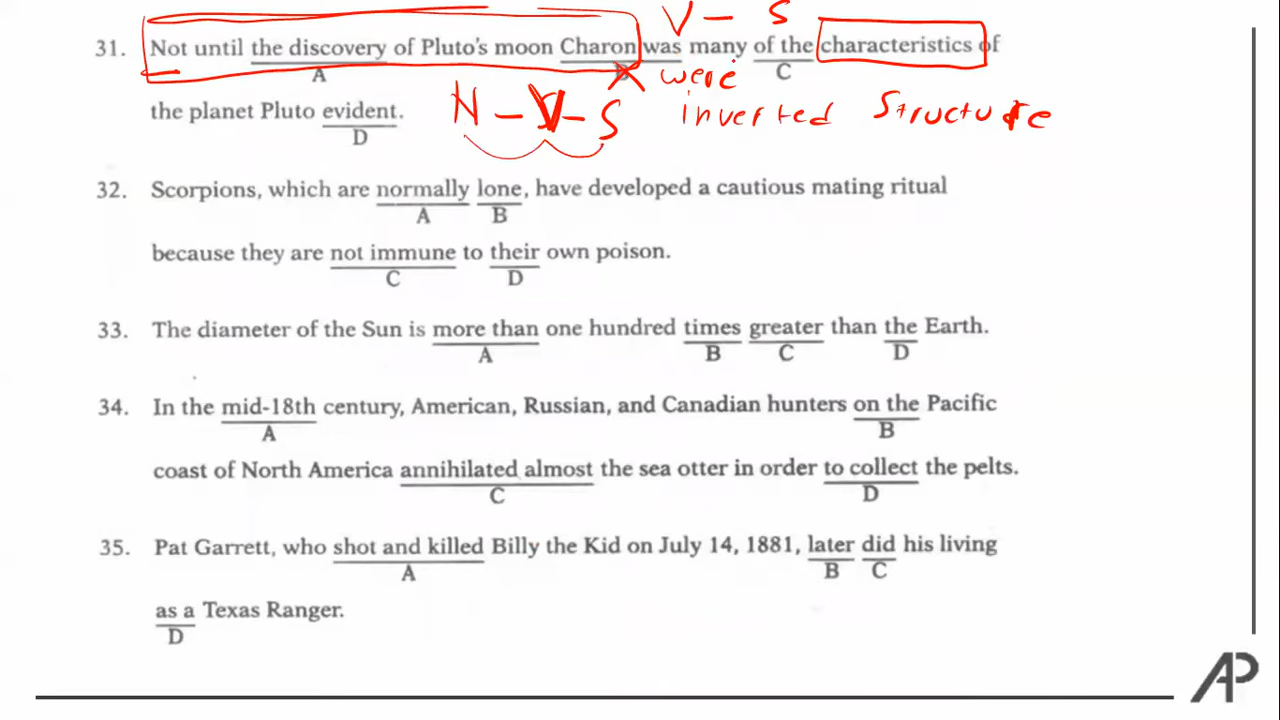 V – S
31. Not until the discovery of Pluto's moon Charon was many of the characteristics of
A C were
the planet Pluto evident. N – V – S inverted structure
D
32. Scorpions, which are normally lone, have developed a cautious mating ritual
A B
because they are not immune to their own poison.
C D
33. The diameter of the Sun is more than one hundred times greater than the Earth.
A B C D
34. In the mid-18th century, American, Russian, and Canadian hunters on the Pacific
A B
coast of North America annihilated almost the sea otter in order to collect the pelts.
C D
35. Pat Garrett, who shot and killed Billy the Kid on July 14, 1881, later did his living
A B C
as a Texas Ranger.
D
AP